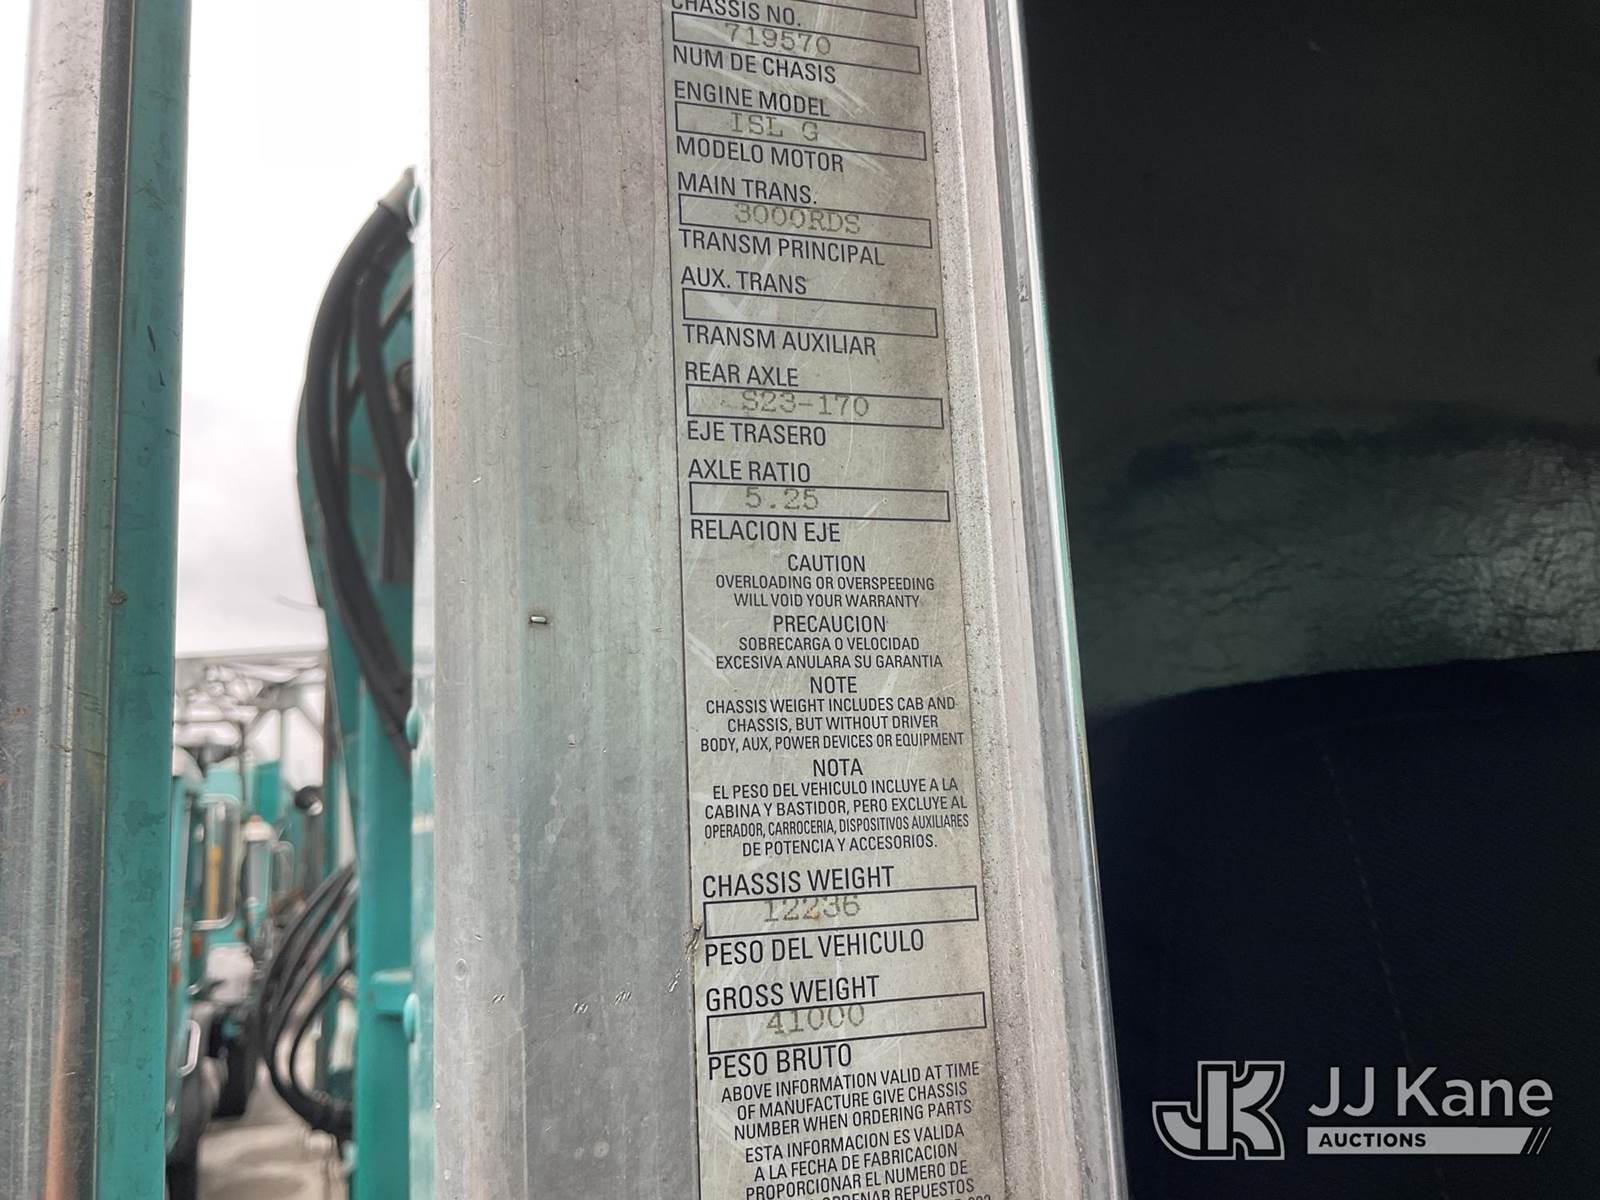 CHASSIS NO.
719570
NUM DE CHASIS
ENGINE MODEL
ISL G
MODELO MOTOR
MAIN TRANS.
3000RDS
TRANSM PRINCIPAL
AUX. TRANS
TRANSM AUXILIAR
REAR AXLE
S23-170
EJE TRASERO
AXLE RATIO
5.25
RELACION EJE
CAUTION
OVERLOADING OR OVERSPEEDING
WILL VOID YOUR WARRANTY
PRECAUCION
SOBRECARGA O VELOCIDAD
EXCESIVA ANULARA SU GARANTIA
NOTE
CHASSIS WEIGHT INCLUDES CAB AND
CHASSIS, BUT WITHOUT DRIVER
BODY, AUX, POWER DEVICES OR EQUIPMENT
NOTA
EL PESO DEL VEHICULO INCLUYE A LA
CABINA Y BASTIDOR, PERO EXCLUYE AL
OPERADOR, CARROCERIA, DISPOSITIVOS AUXILIARES
DE POTENCIA Y ACCESORIOS.
CHASSIS WEIGHT
12236
PESO DEL VEHICULO
GROSS WEIGHT
41000
PESO BRUTO
ABOVE INFORMATION VALID AT TIME
OF MANUFACTURE GIVE CHASSIS
NUMBER WHEN ORDERING PARTS
ESTA INFORMACION ES VALIDA
A LA FECHA DE FABRICACION
PROPORCIONAR EL NUMERO DE
REPUESTOS
JK JJ Kane
AUCTIONS